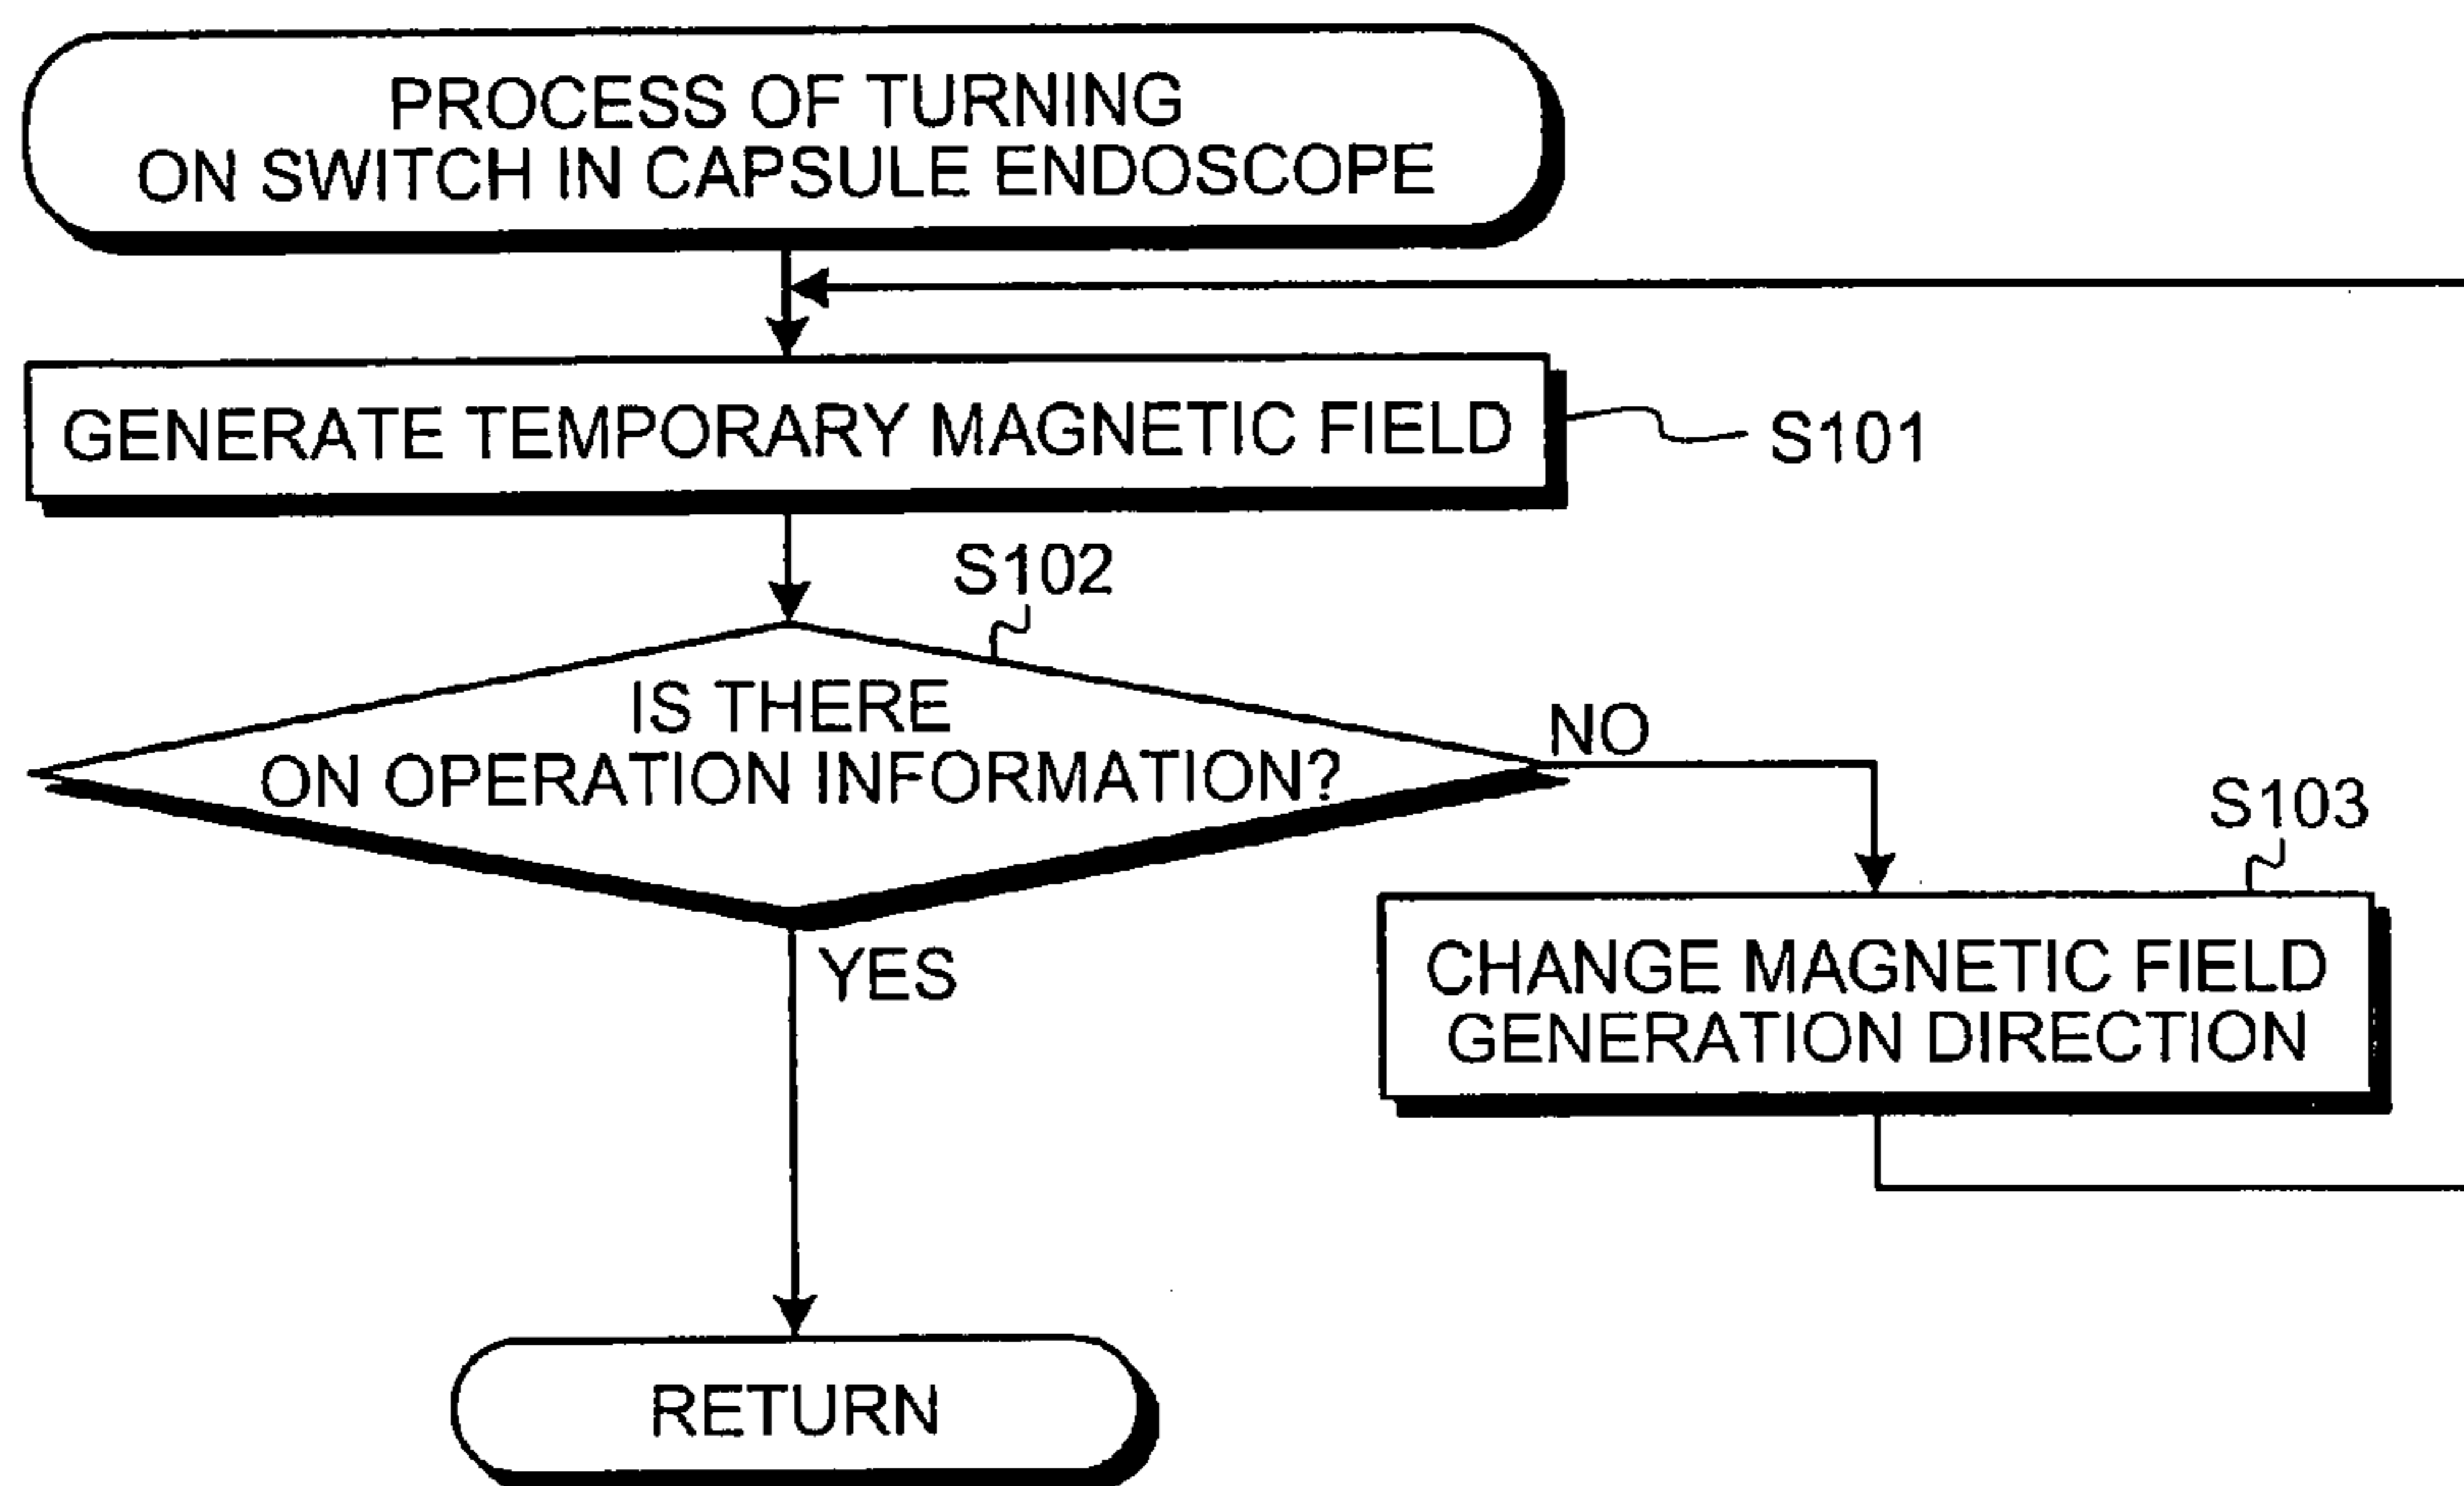 PROCESS OF TURNING
ON SWITCH IN CAPSULE ENDOSCOPE
GENERATE TEMPORARY MAGNETIC FIELD
S101
S102
IS THERE
ON OPERATION INFORMATION?
NO
S103
CHANGE MAGNETIC FIELD
GENERATION DIRECTION
YES
RETURN